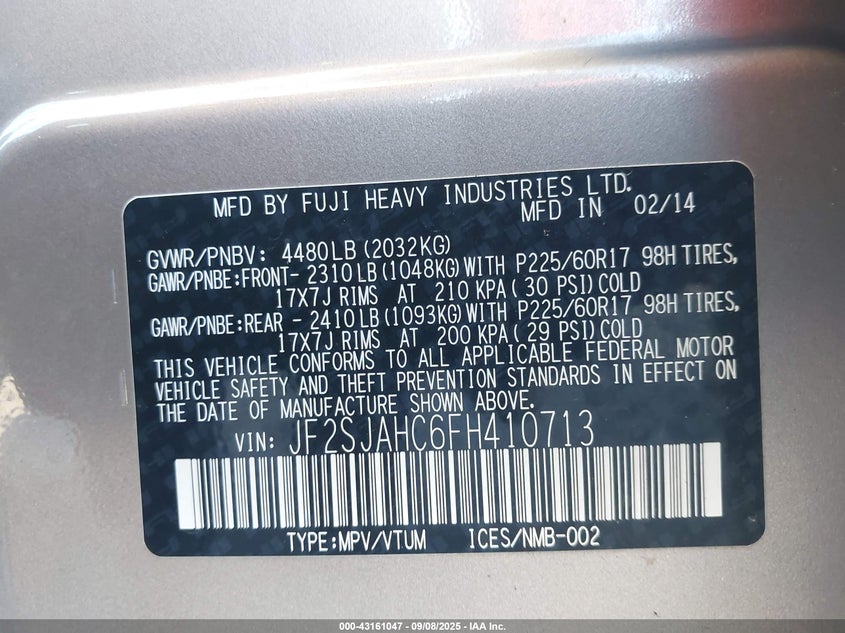 MFD BY FUJI HEAVY INDUSTRIES LTD.
MFD IN 02/14
GVWR/PNBV: 4480LB (2032KG)
GAWR/PNBE:FRONT- 2310LB (1048KG) WITH P225/60R17 98H TIRES,
17X7J RIMS AT 210 KPA ( 30 PSI) COLD
GAWR/PNBE:REAR - 2410LB (1093KG) WITH P225/60R17 98H TIRES,
17X7J RIMS AT 200 KPA ( 29 PSI) COLD
THIS VEHICLE CONFORMS TO ALL APPLICABLE FEDERAL MOTOR
VEHICLE SAFETY AND THEFT PREVENTION STANDARDS IN EFFECT ON
THE DATE OF MANUFACTURE SHOWN ABOVE.
VIN: JF2SJAHC6FH410713
TYPE:MPV/VTUM ICES/NMB-002
000-43161047 - 09/08/2025 - IAA Inc.